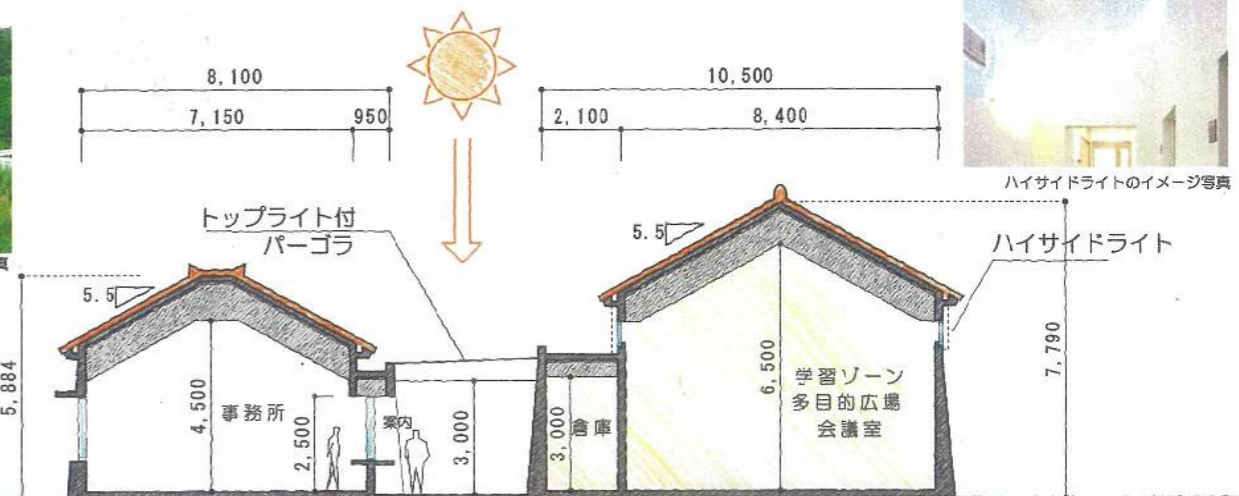 8,100
7,150
950
10,500
2,100
8,400
ハイサイドライトのイメージ写真
トップライト付
パーゴラ
5.5
5.5
ハイサイドライト
5,884
4,500
事務所
2,500
案内
3,000
3,000
倉庫
6,500
学習ゾーン
多目的広場
会議室
7,790